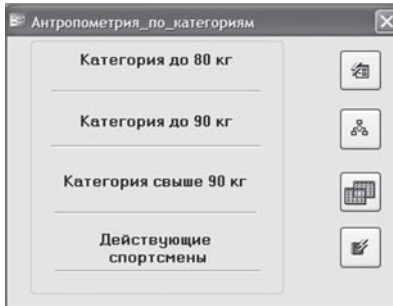 Антропометрия_по_категориям
Категория до 80 кг
Категория до 90 кг
Категория свыше 90 кг
Действующие
спортсмены